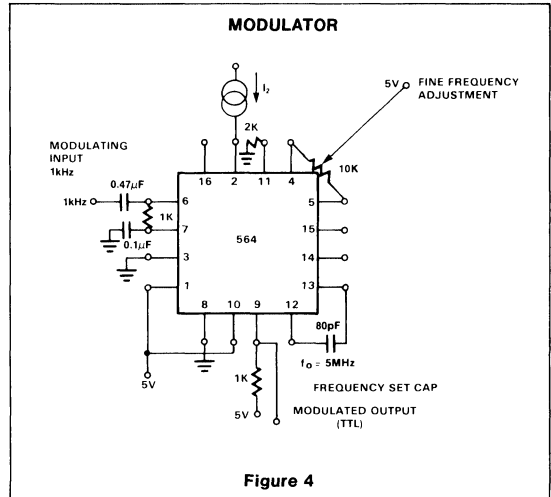 MODULATOR
I2
5V
FINE FREQUENCY
ADJUSTMENT
2K
MODULATING
INPUT
1kHz
10K
16
2
11
4
0.47μF
1kHz
6
5
1K
7
564
15
0.1μF
3
14
1
13
8
10
9
12
80pF
fo = 5MHz
1K
FREQUENCY SET CAP
5V
5V
MODULATED OUTPUT
(TTL)
Figure 4